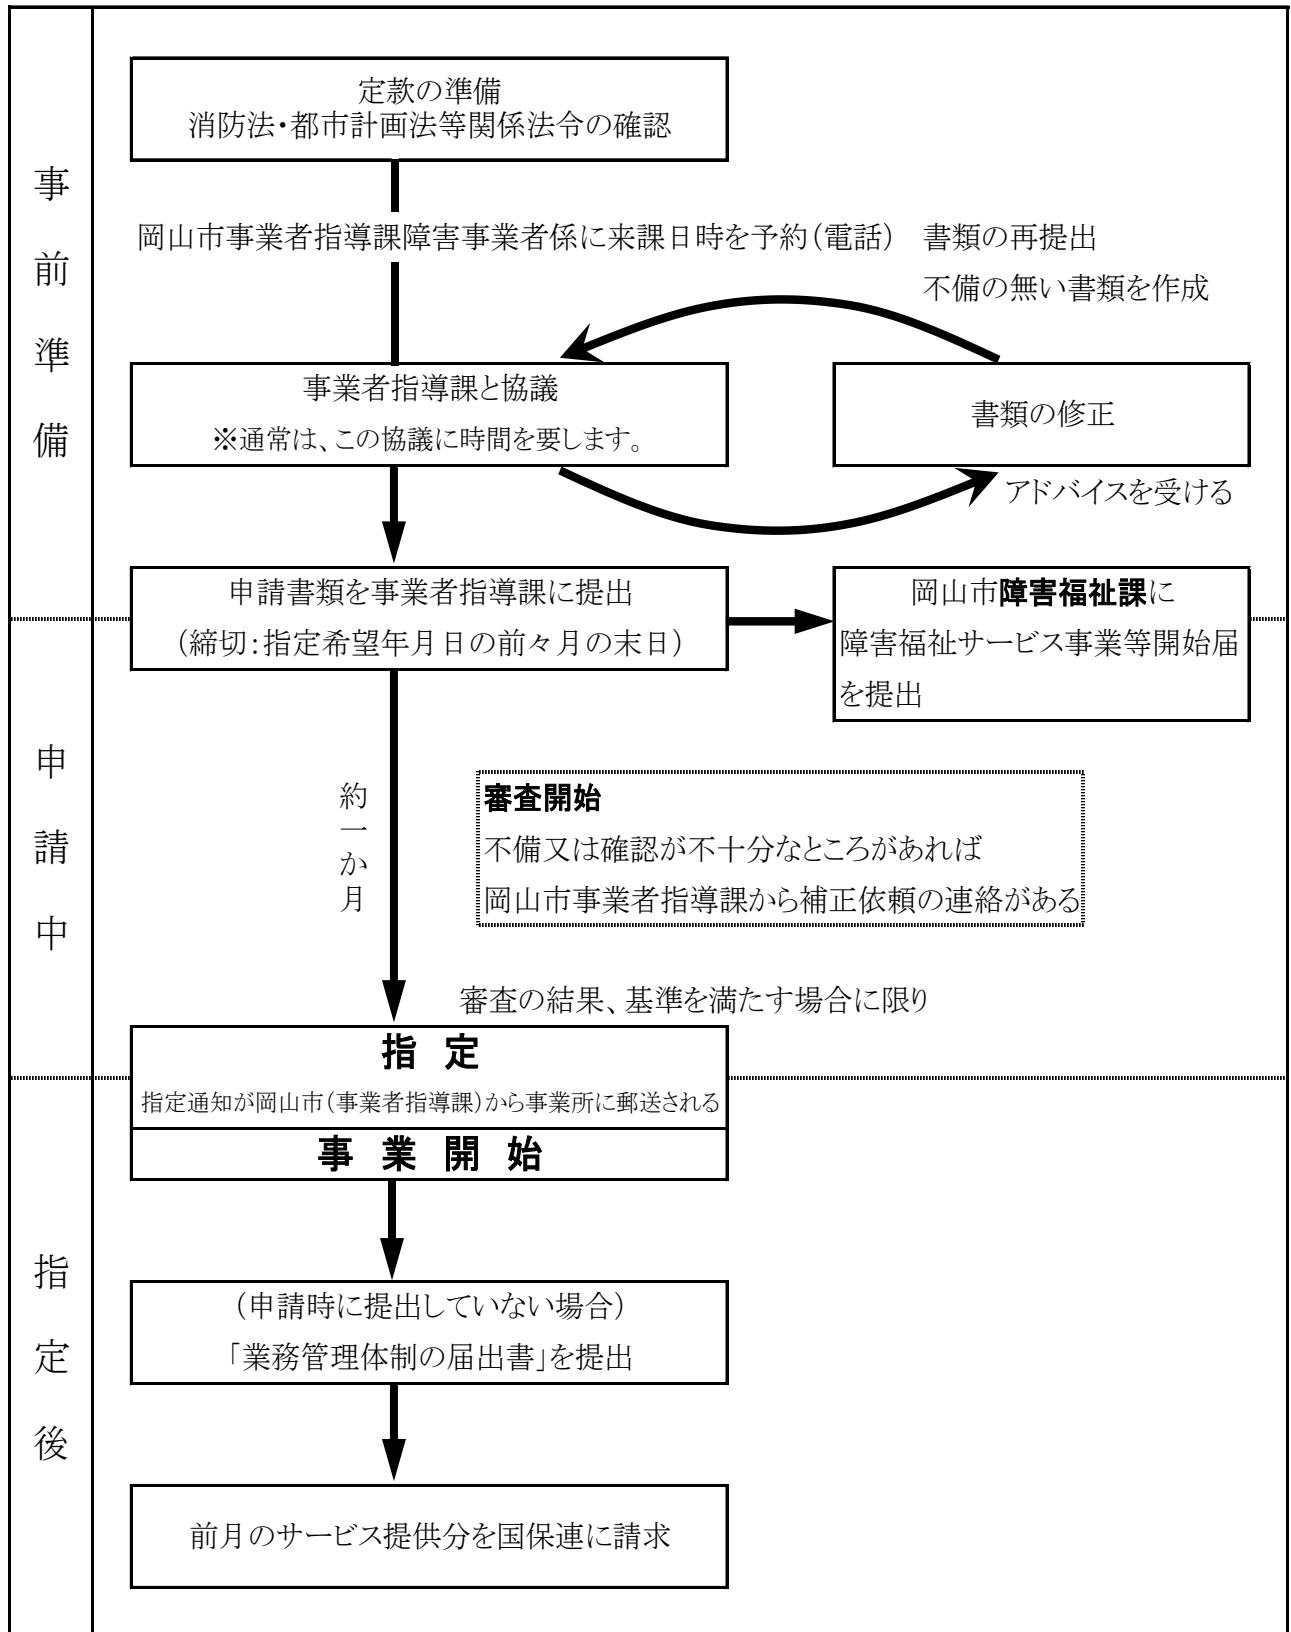 事前準備
定款の準備
消防法・都市計画法等関係法令の確認
岡山市事業者指導課障害事業者係に来課日時を予約(電話)
書類の再提出
不備の無い書類を作成
事業者指導課と協議
※通常は、この協議に時間を要します。
書類の修正
アドバイスを受ける
申請書類を事業者指導課に提出
(締切:指定希望年月日の前々月の末日)
岡山市障害福祉課に
障害福祉サービス事業等開始届
を提出
申請中
約一か月
審査開始
不備又は確認が不十分なところがあれば
岡山市事業者指導課から補正依頼の連絡がある
審査の結果、基準を満たす場合に限り
指 定
指定通知が岡山市(事業者指導課)から事業所に郵送される
事 業 開 始
指定後
(申請時に提出していない場合)
「業務管理体制の届出書」を提出
前月のサービス提供分を国保連に請求